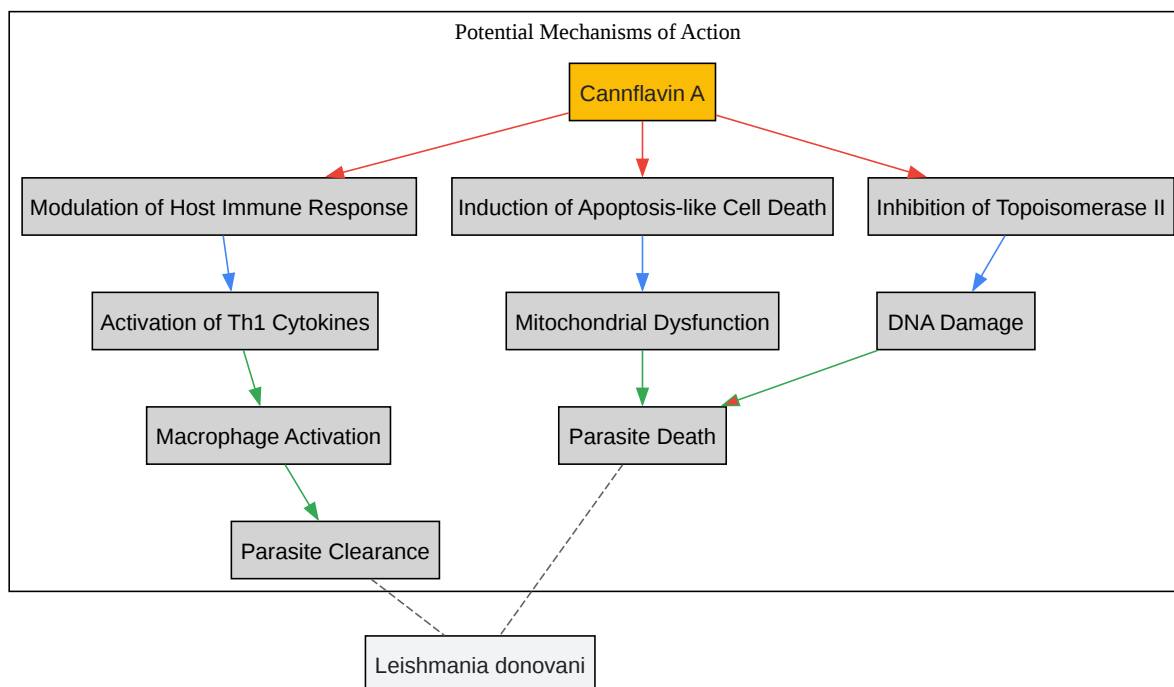 Potential Mechanisms of Action
Cannflavin A
Modulation of Host Immune Response
Induction of Apoptosis-like Cell Death
Inhibition of Topoisomerase II
Activation of Th1 Cytokines
Mitochondrial Dysfunction
DNA Damage
Macrophage Activation
Parasite Death
Parasite Clearance
Leishmania donovani